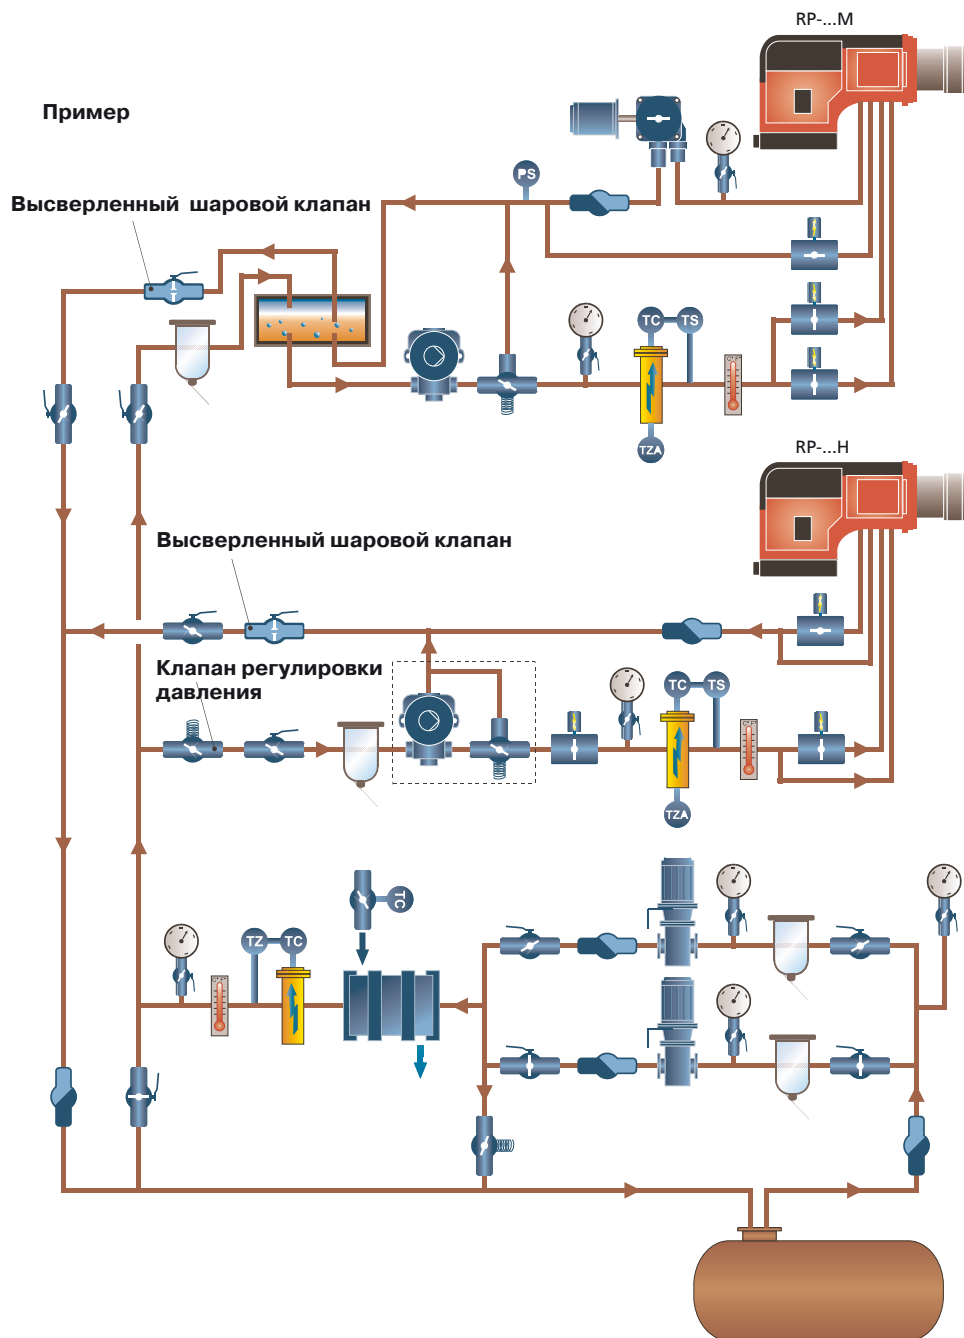 RP-...M
Пример
PS
Высверленный шаровой клапан
TC TS
TZA
RP-...H
Высверленный шаровой клапан
Клапан регулировки
давления
TC TS
TZA
TC
TZ TC